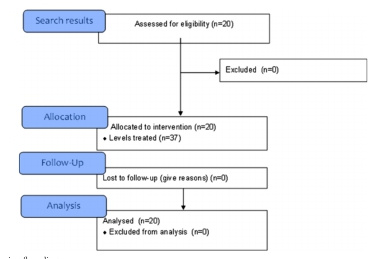 Search results
Assessed for eligibility (n=20)
Excluded (n=0)
Allocation
Allocated to intervention (n=20)
♦ Levels treated (n=37)
Follow-Up
Lost to follow-up (give reasons) (n=0)
Analysis
Analysed (n=20)
♦ Excluded from analysis (n=0)